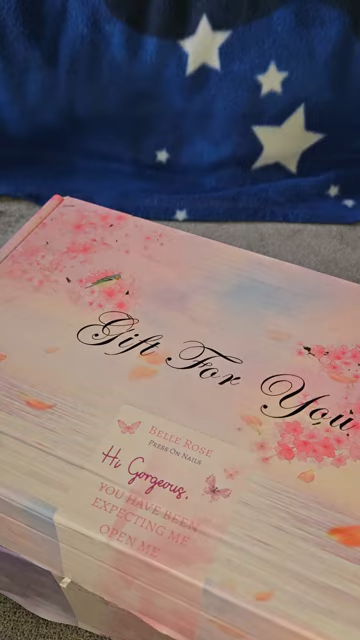 Gift For You
BELLE ROSE
PRESS ON NAILS
Hi Gorgeous,
YOU HAVE BEEN
EXPECTING ME
OPEN ME